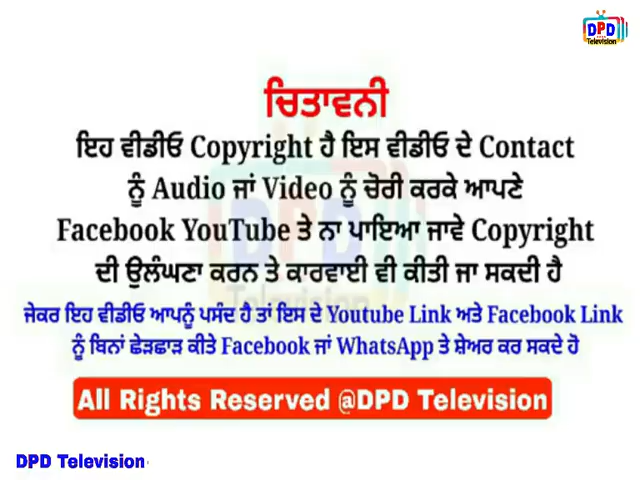 DPD
Television
ਚਿਤਾਵਨੀ
ਇਹ ਵੀਡੀਓ Copyright ਹੈ ਇਸ ਵੀਡੀਓ ਦੇ Contact
ਨੂੰ Audio ਜਾਂ Video ਨੂੰ ਚੋਰੀ ਕਰਕੇ ਆਪਣੇ
Facebook YouTube ਤੇ ਨਾ ਪਾਇਆ ਜਾਵੇ Copyright
ਦੀ ਉਲੰਘਣਾ ਕਰਨ ਤੇ ਕਾਰਵਾਈ ਵੀ ਕੀਤੀ ਜਾ ਸਕਦੀ ਹੈ
ਜੇਕਰ ਇਹ ਵੀਡੀਓ ਆਪਨੂੰ ਪਸੰਦ ਹੈ ਤਾਂ ਇਸ ਦੇ Youtube Link ਅਤੇ Facebook Link
ਨੂੰ ਬਿਨਾਂ ਛੇੜਛਾੜ ਕੀਤੇ Facebook ਜਾਂ WhatsApp ਤੇ ਸ਼ੇਅਰ ਕਰ ਸਕਦੇ ਹੋ
All Rights Reserved @DPD Television
DPD Television